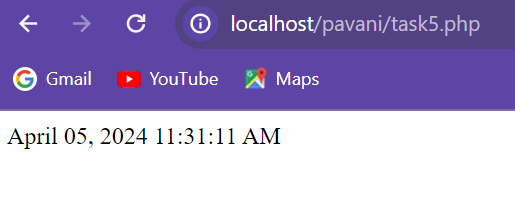 localhost/pavani/task5.php
Gmail YouTube Maps
April 05, 2024 11:31:11 AM